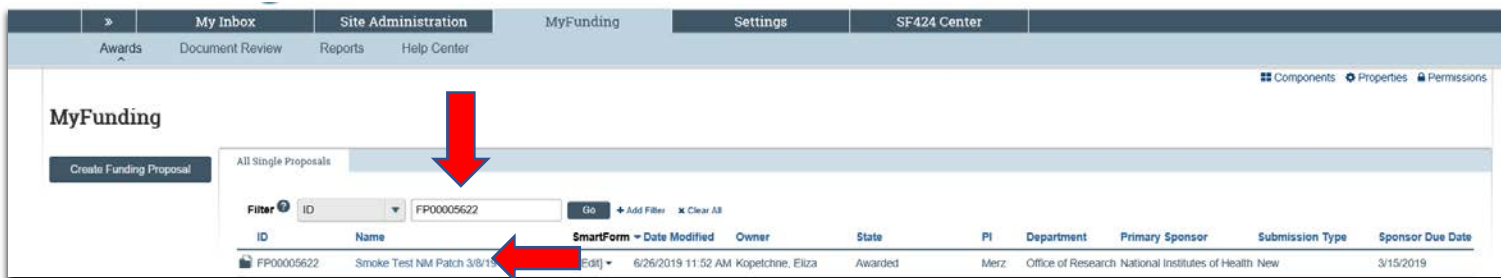 » My Inbox Site Administration MyFunding Settings SF424 Center
Awards Document Review Reports Help Center
Components Properties Permissions
MyFunding
Create Funding Proposal
All Single Proposals
Filter ? ID FP00005622 Go + Add Filter x Clear All
ID Name SmartForm Date Modified Owner State PI Department Primary Sponsor Submission Type Sponsor Due Date
FP00005622 Smoke Test NM Patch 3/8/19 Edit] 6/26/2019 11:52 AM Kopetchne, Eliza Awarded Merz Office of Research National Institutes of Health New 3/15/2019